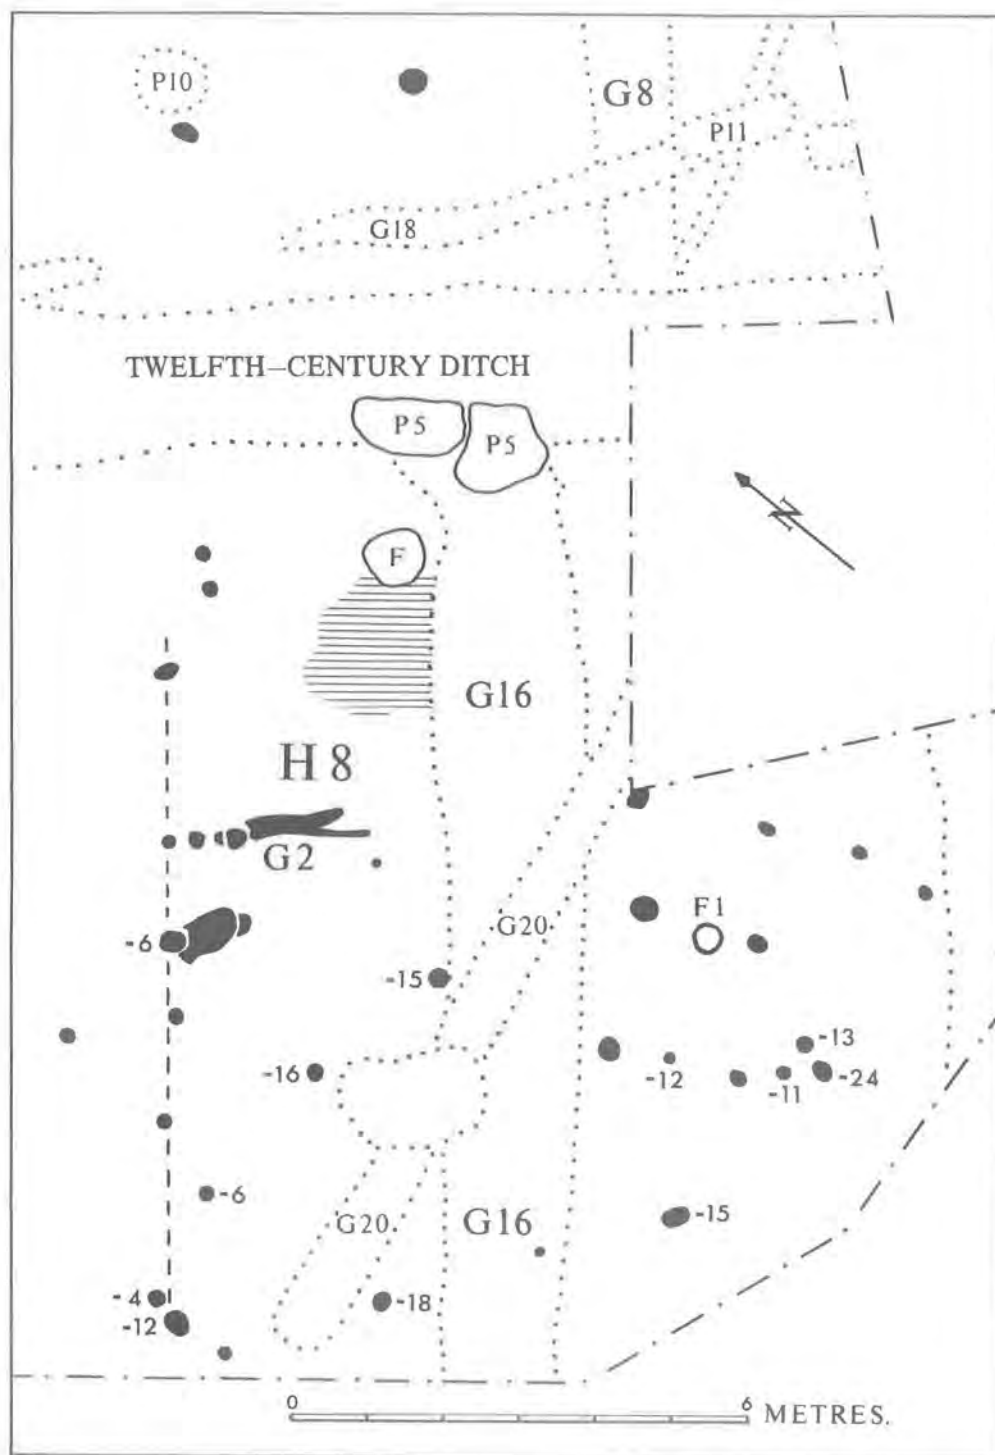 P10
G8
P11
G18
TWELFTH–CENTURY DITCH
P5
P5
N
F
G16
H8
G2
F1
-6
G20
-15
-13
-16
-12
-11
-24
-6
G20
G16
-15
-4
-18
-12
0 6 METRES.